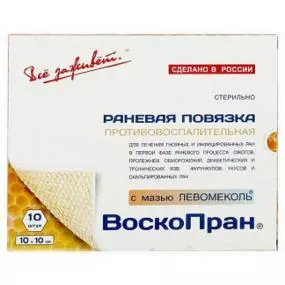 Всё заживёт.®
СДЕЛАНО В РОССИИ
СТЕРИЛЬНО
РАНЕВАЯ ПОВЯЗКА
ПРОТИВОВОСПАЛИТЕЛЬНАЯ
ДЛЯ ЛЕЧЕНИЯ ГНОЙНЫХ И ИНФИЦИРОВАННЫХ РАН
В ПЕРВОЙ ФАЗЕ РАНЕВОГО ПРОЦЕССА, ОЖОГОВ,
ПРОЛЕЖНЕЙ, ОБМОРОЖЕНИЙ, ДИАБЕТИЧЕСКИХ И
ТРОФИЧЕСКИХ ЯЗВ, ФУРУНКУЛОВ, УКУСОВ И
СКАЛЬПИРОВАННЫХ РАН
с мазью ЛЕВОМЕКОЛЬ®
ВоскоПран®
10
штук
10 х 10 см